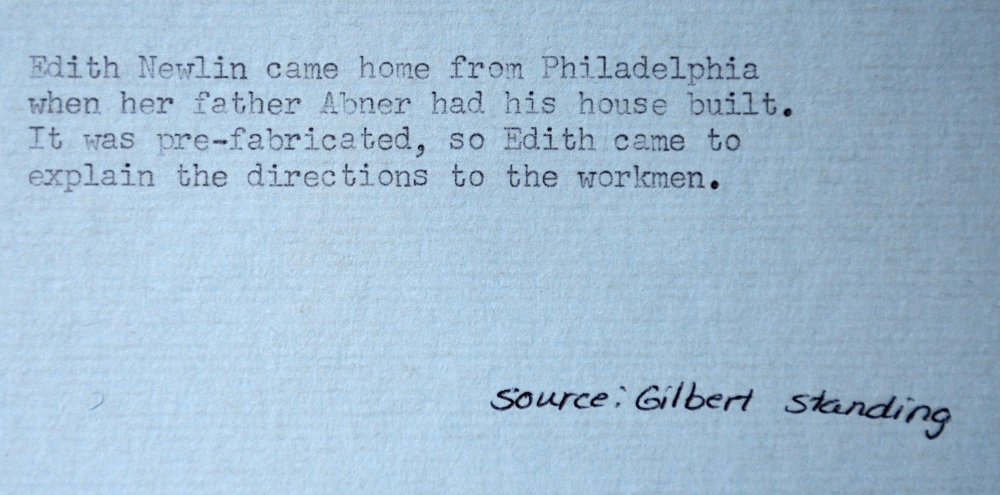 Edith Newlin came home from Philadelphia
when her father Abner had his house built.
It was pre-fabricated, so Edith came to
explain the directions to the workmen.
source: Gilbert Standing